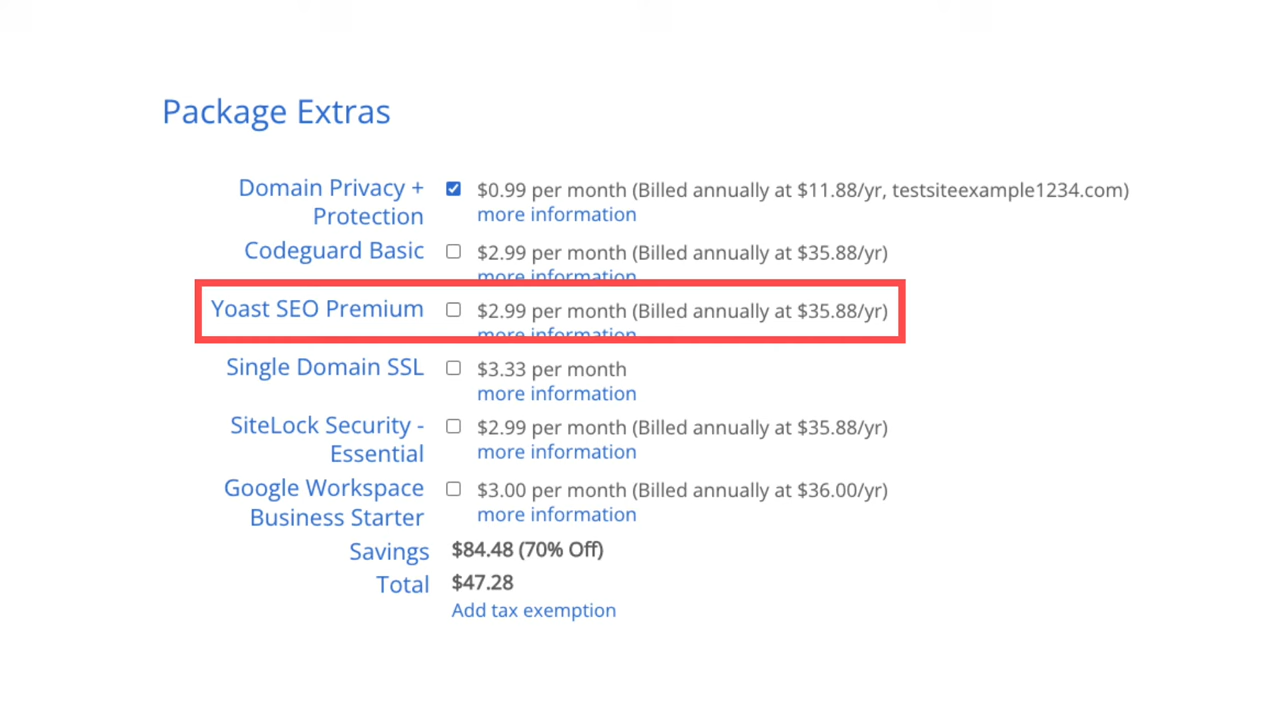 Package Extras
Domain Privacy + Protection
$0.99 per month (Billed annually at $11.88/yr, testsiteexample1234.com)
more information
Codeguard Basic
$2.99 per month (Billed annually at $35.88/yr)
more information
Yoast SEO Premium
$2.99 per month (Billed annually at $35.88/yr)
more information
Single Domain SSL
$3.33 per month
more information
SiteLock Security - Essential
$2.99 per month (Billed annually at $35.88/yr)
more information
Google Workspace Business Starter
$3.00 per month (Billed annually at $36.00/yr)
more information
Savings $84.48 (70% Off)
Total $47.28
Add tax exemption